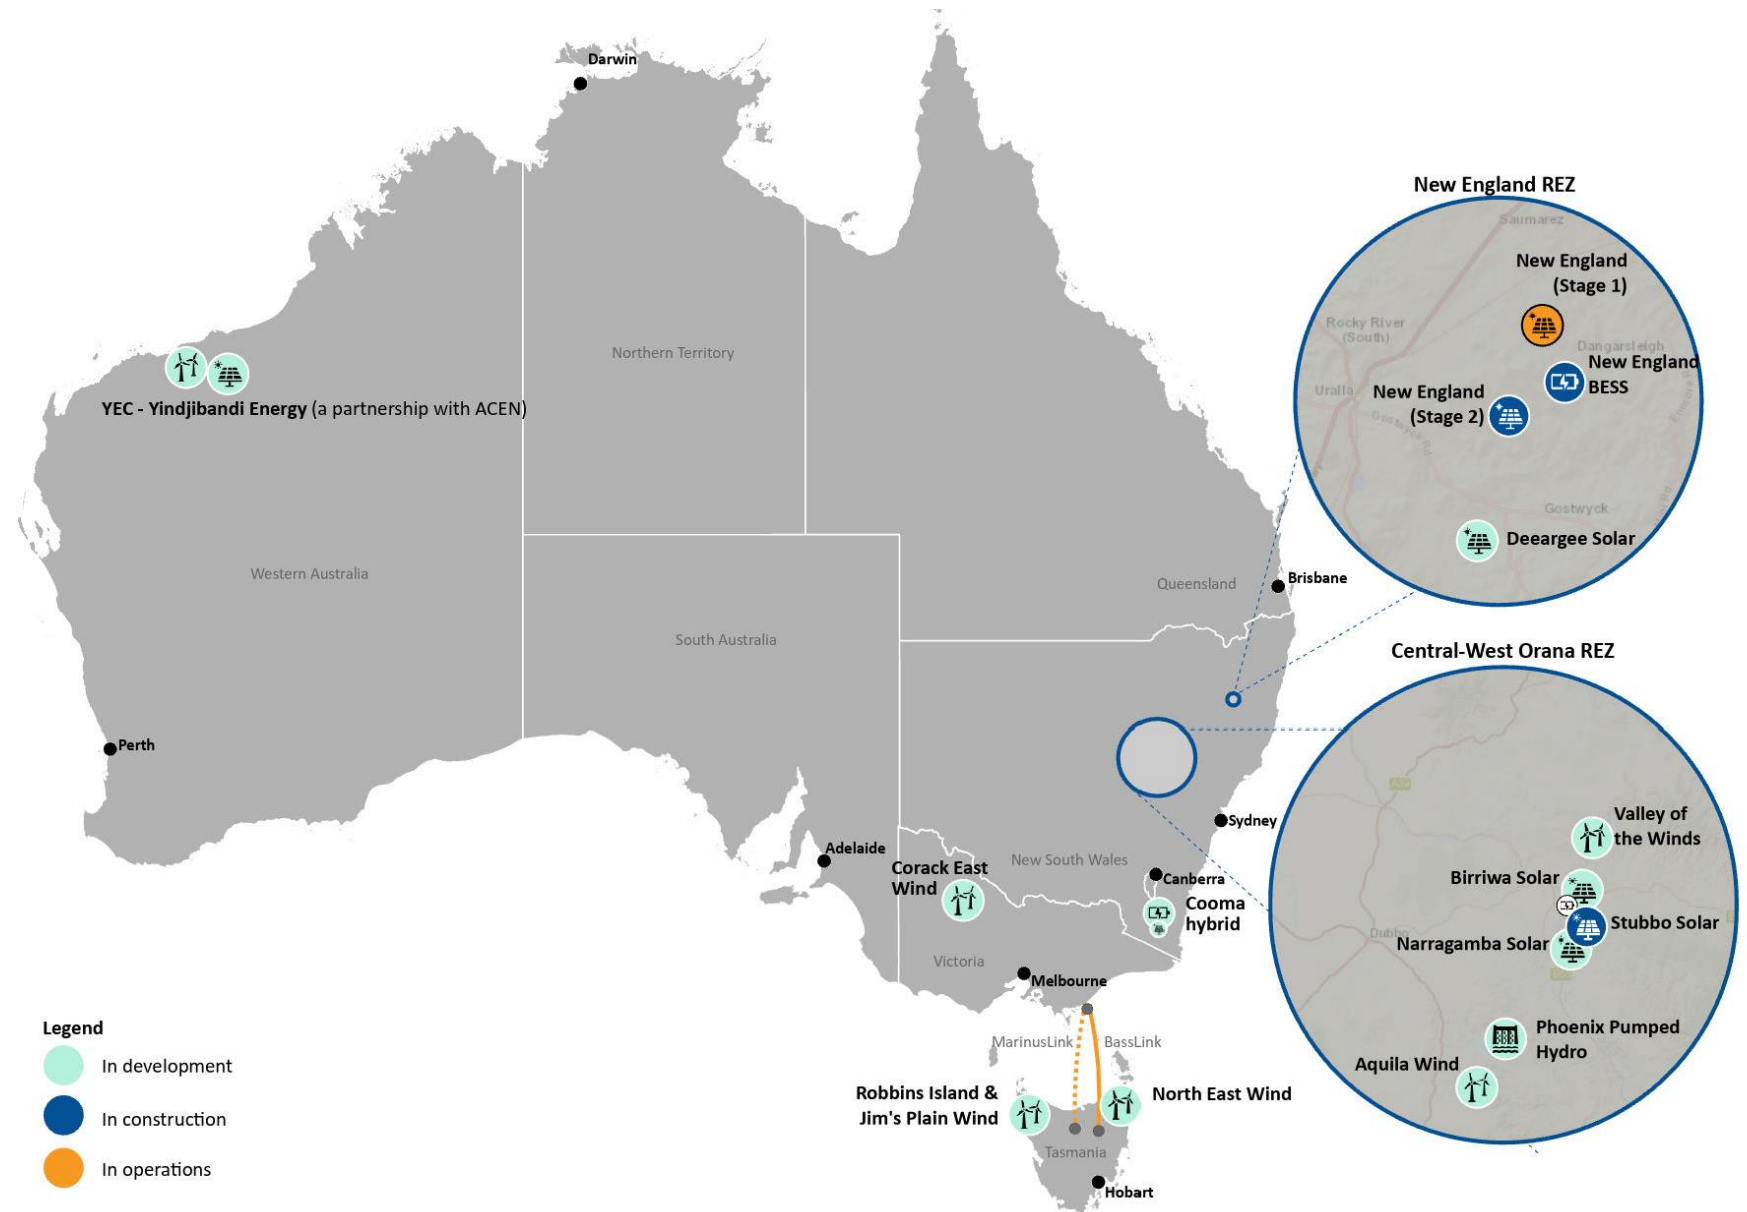 Darwin
Northern Territory
Western Australia
South Australia
Queensland
New South Wales
Victoria
Tasmania
YEC - Yindjibandi Energy (a partnership with ACEN)
Perth
Adelaide
Brisbane
Sydney
Canberra
Melbourne
Hobart
Corack East
Wind
Cooma
hybrid
MarinusLink
BassLink
Robbins Island &
Jim's Plain Wind
North East Wind
New England REZ
Saumarez
New England
(Stage 1)
Rocky River
(South)
Dangarsleigh
New England
BESS
Uralla
New England
(Stage 2)
Gostwyck Rd
Gostwyck
Deeargee Solar
Central-West Orana REZ
Valley of
the Winds
Birriwa Solar
Stubbo Solar
Dubbo
Narragamba Solar
Phoenix Pumped
Hydro
Aquila Wind
Legend
In development
In construction
In operations